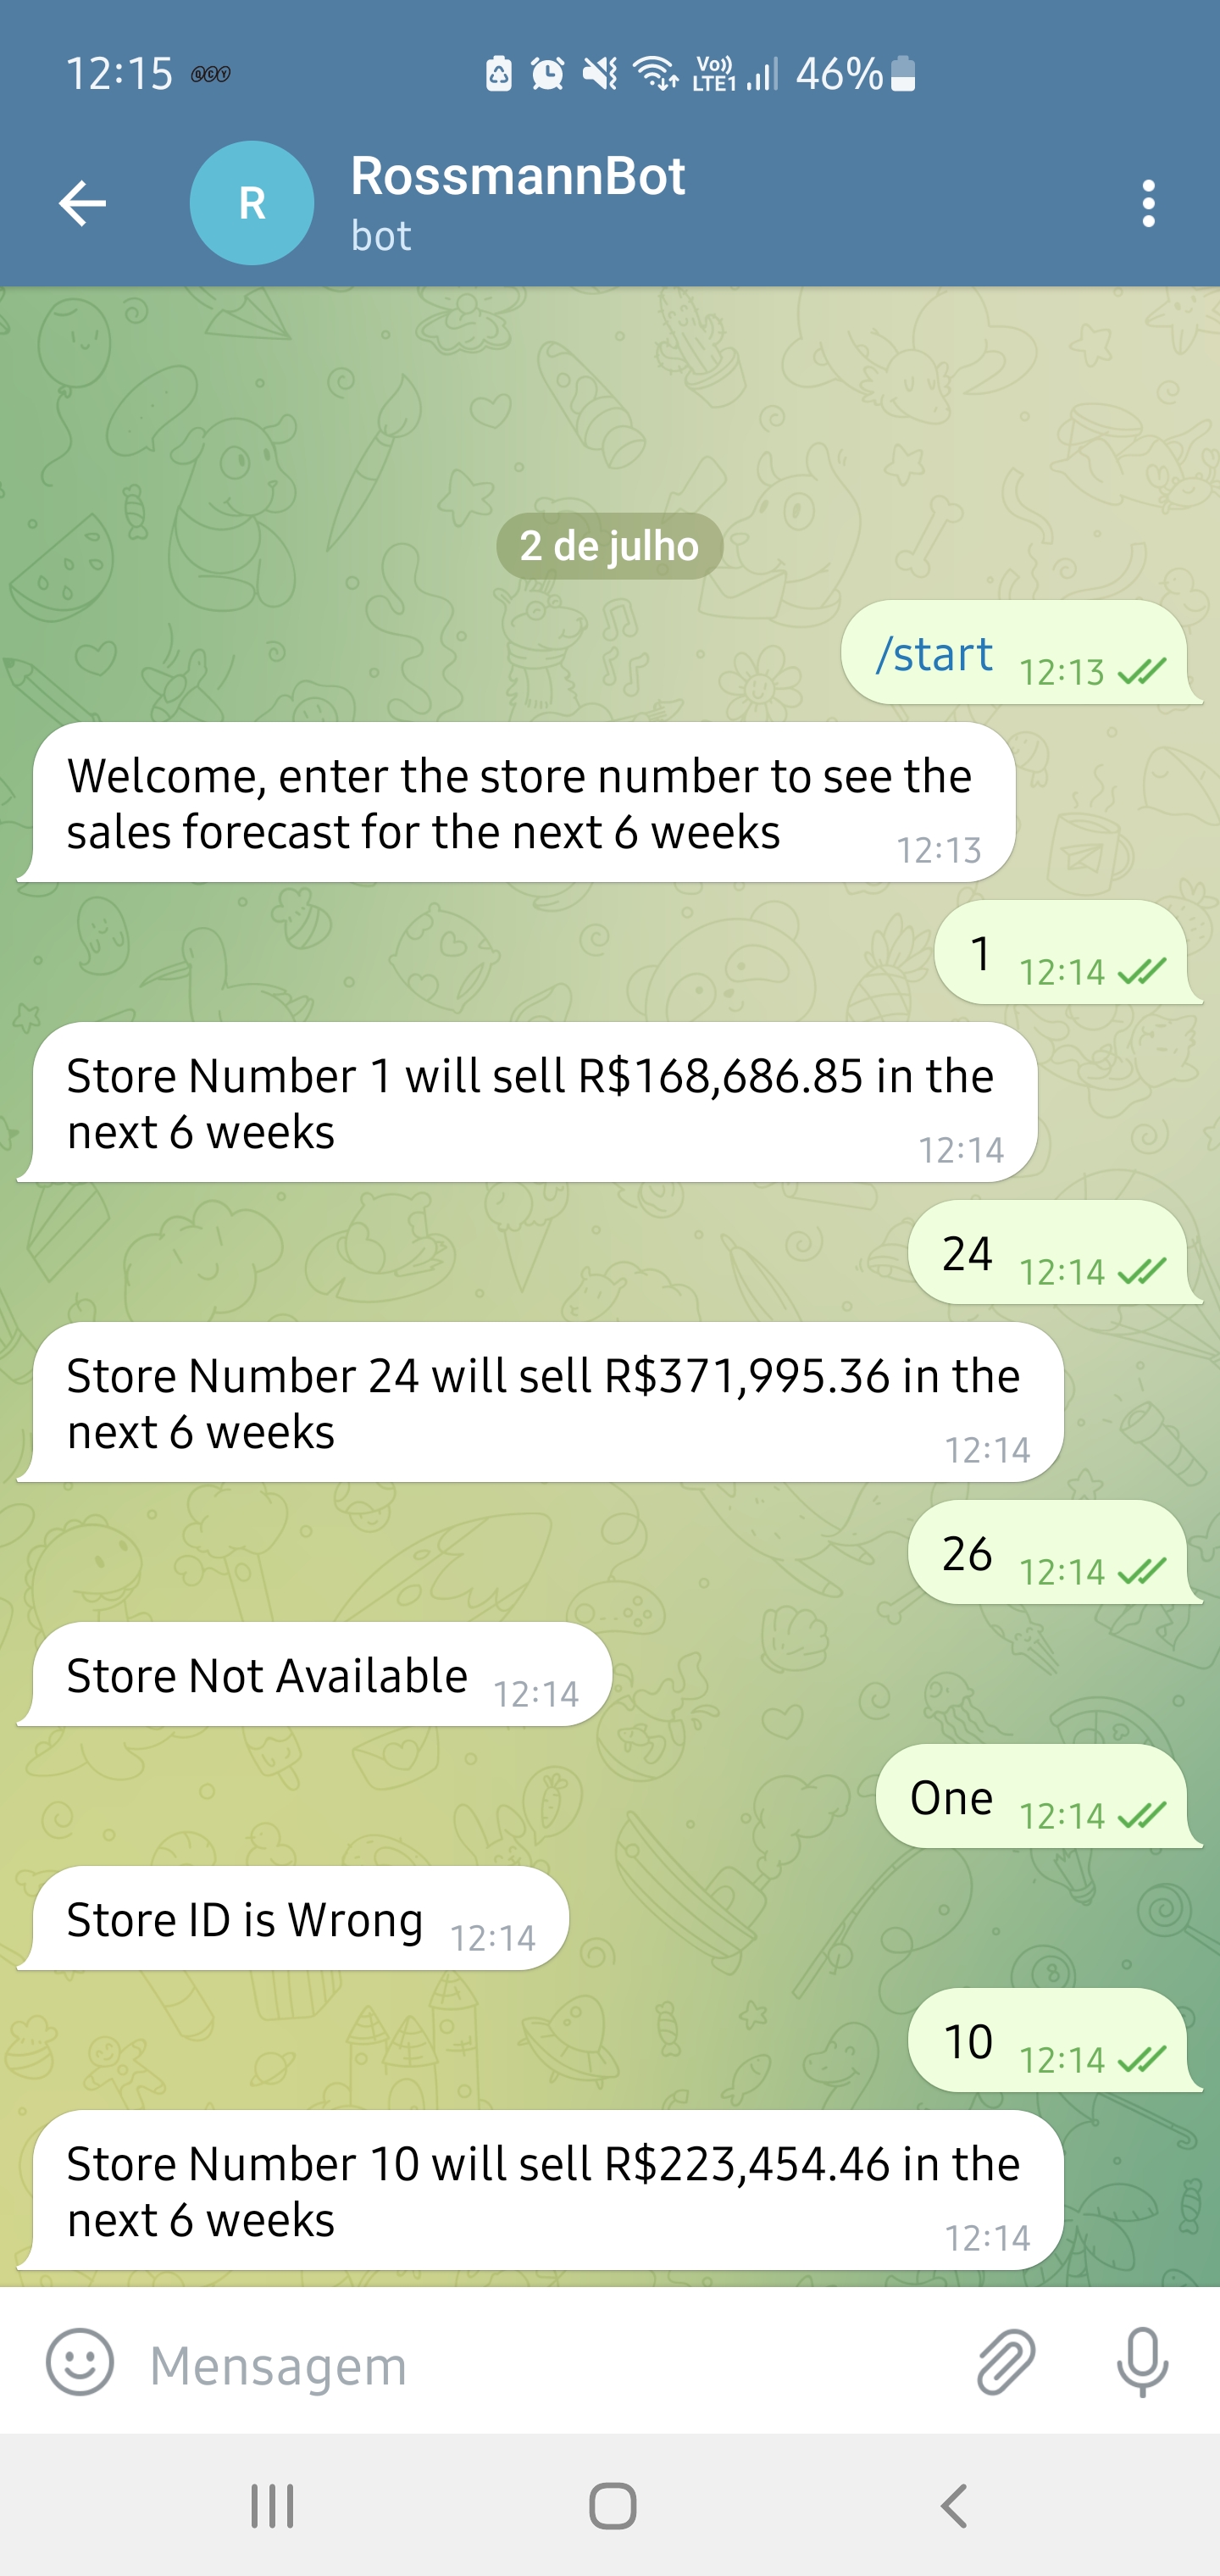 12:15
Vo)) LTE1 46%
R
RossmannBot
bot
2 de julho
/start 12:13
Welcome, enter the store number to see the
sales forecast for the next 6 weeks 12:13
1 12:14
Store Number 1 will sell R$168,686.85 in the
next 6 weeks 12:14
24 12:14
Store Number 24 will sell R$371,995.36 in the
next 6 weeks 12:14
26 12:14
Store Not Available 12:14
One 12:14
Store ID is Wrong 12:14
10 12:14
Store Number 10 will sell R$223,454.46 in the
next 6 weeks 12:14
Mensagem